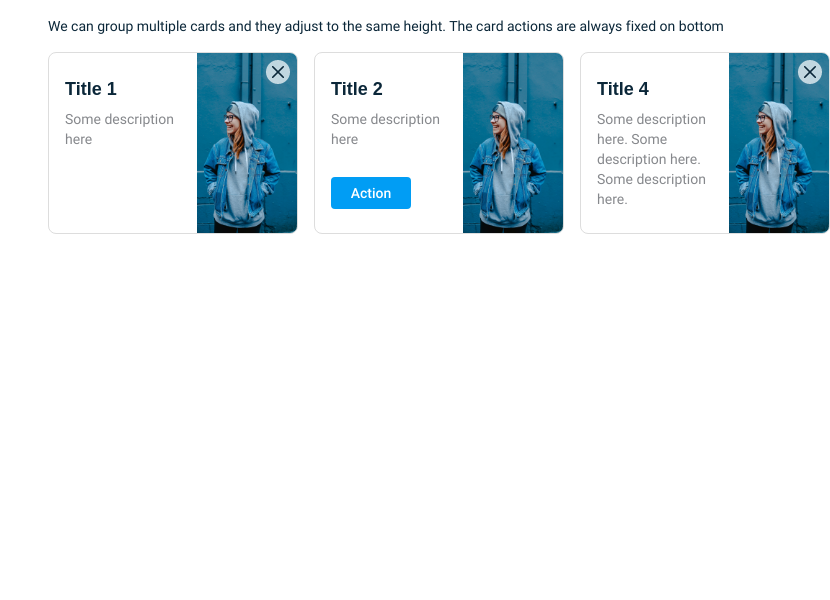 We can group multiple cards and they adjust to the same height. The card actions are always fixed on bottom
Title 1
Some description
here
Title 2
Some description
here
Action
Title 4
Some description
here. Some
description here.
Some description
here.